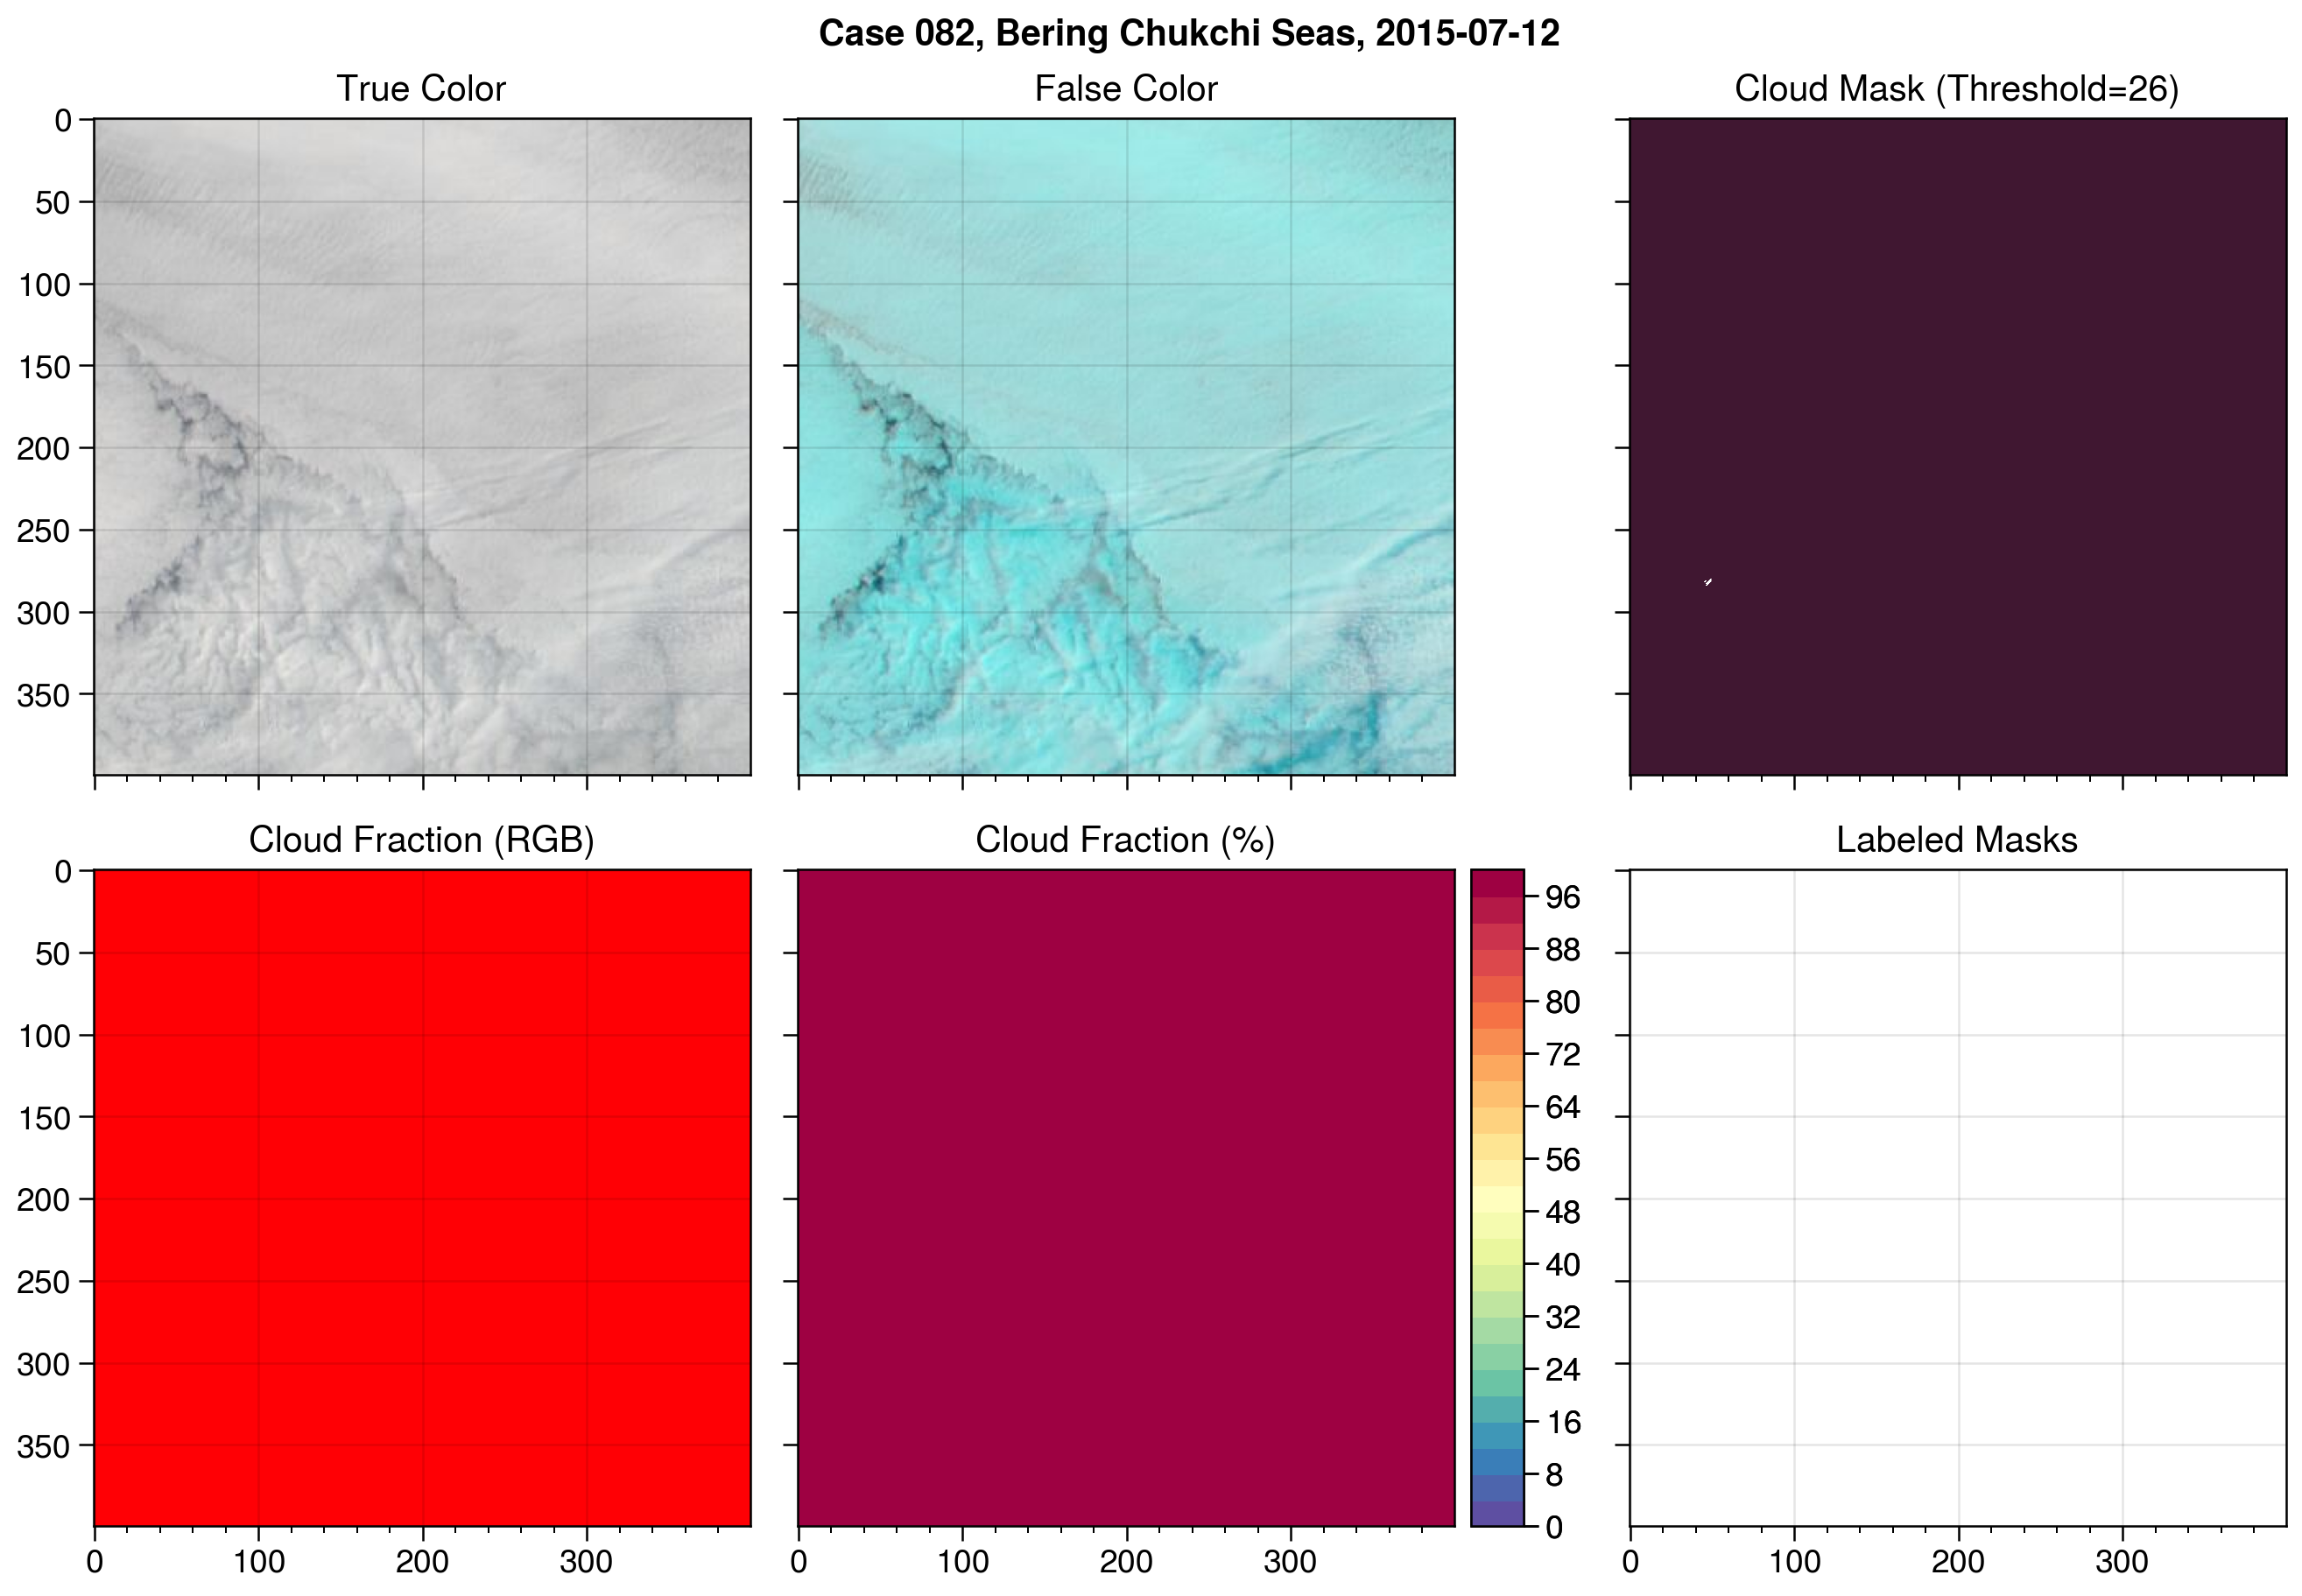 Case 082, Bering Chukchi Seas, 2015-07-12
True Color
False Color
Cloud Mask (Threshold=26)
0
50
100
150
200
250
300
350
Cloud Fraction (RGB)
Cloud Fraction (%)
Labeled Masks
0
50
100
150
200
250
300
350
96
88
80
72
64
56
48
40
32
24
16
8
0
0 100 200 300
0 100 200 300
0 100 200 300